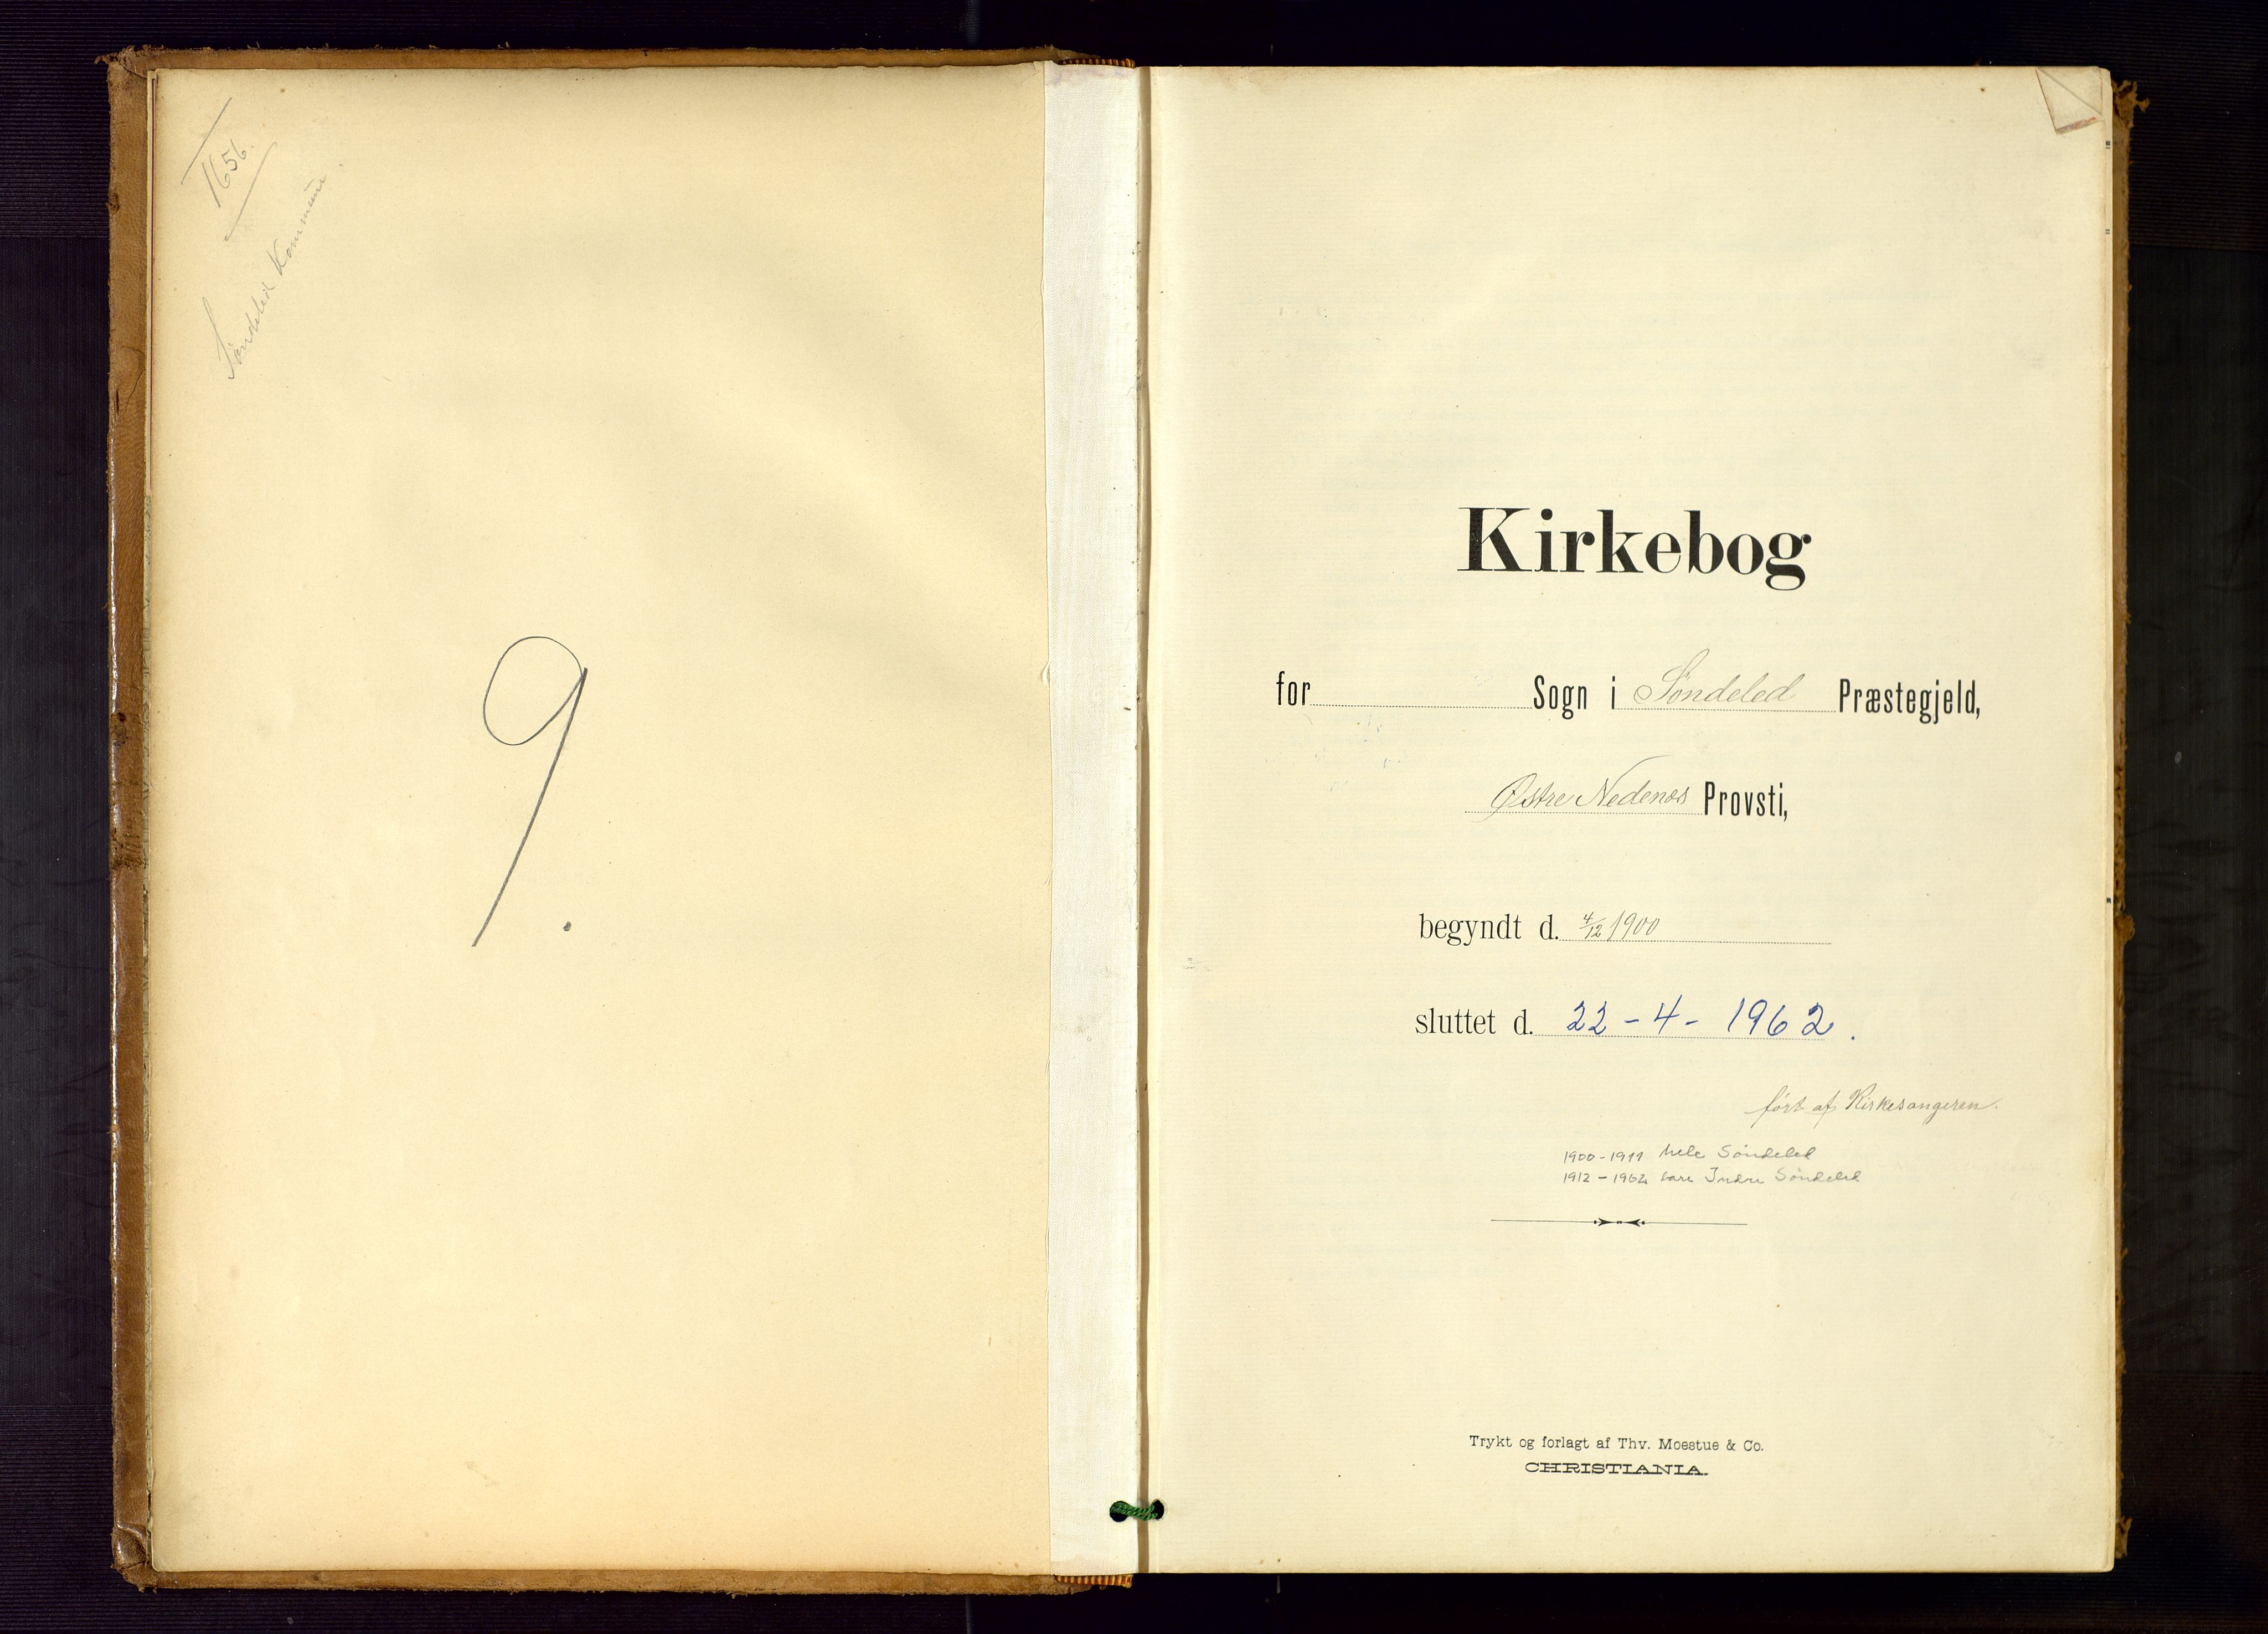 1656.
Søndeled Kommune.
9.
Kirkebog
for Sogn i Søndeled Præstegjeld,
Østre Nedenes Provsti,
begyndt d. 4/12 1900
sluttet d. 22-4-1962.
ført af Kirkesangeren.
1900-1911 hele Søndeled
1912-1962 bare Indre Søndeled
Trykt og forlagt af Thv. Moestue & Co.
CHRISTIANIA.